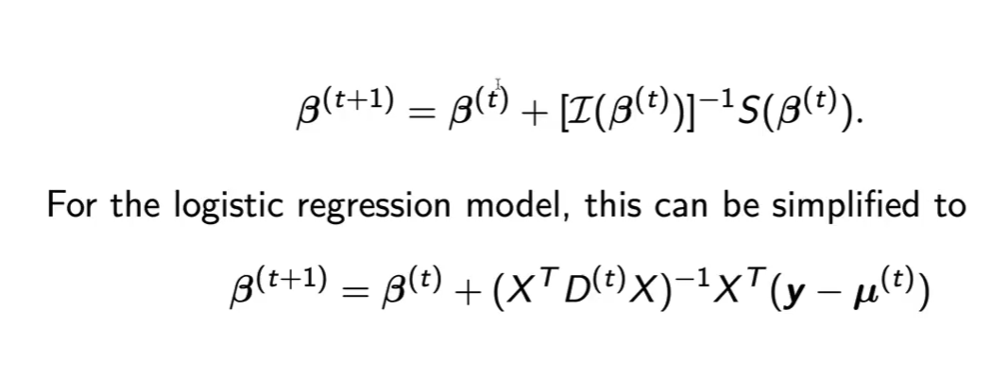 β^(t+1) = β^(t) + [ℐ(β^(t))]^−1 S(β^(t)).
For the logistic regression model, this can be simplified to
β^(t+1) = β^(t) + (X^T D^(t) X)^−1 X^T (y − μ^(t))